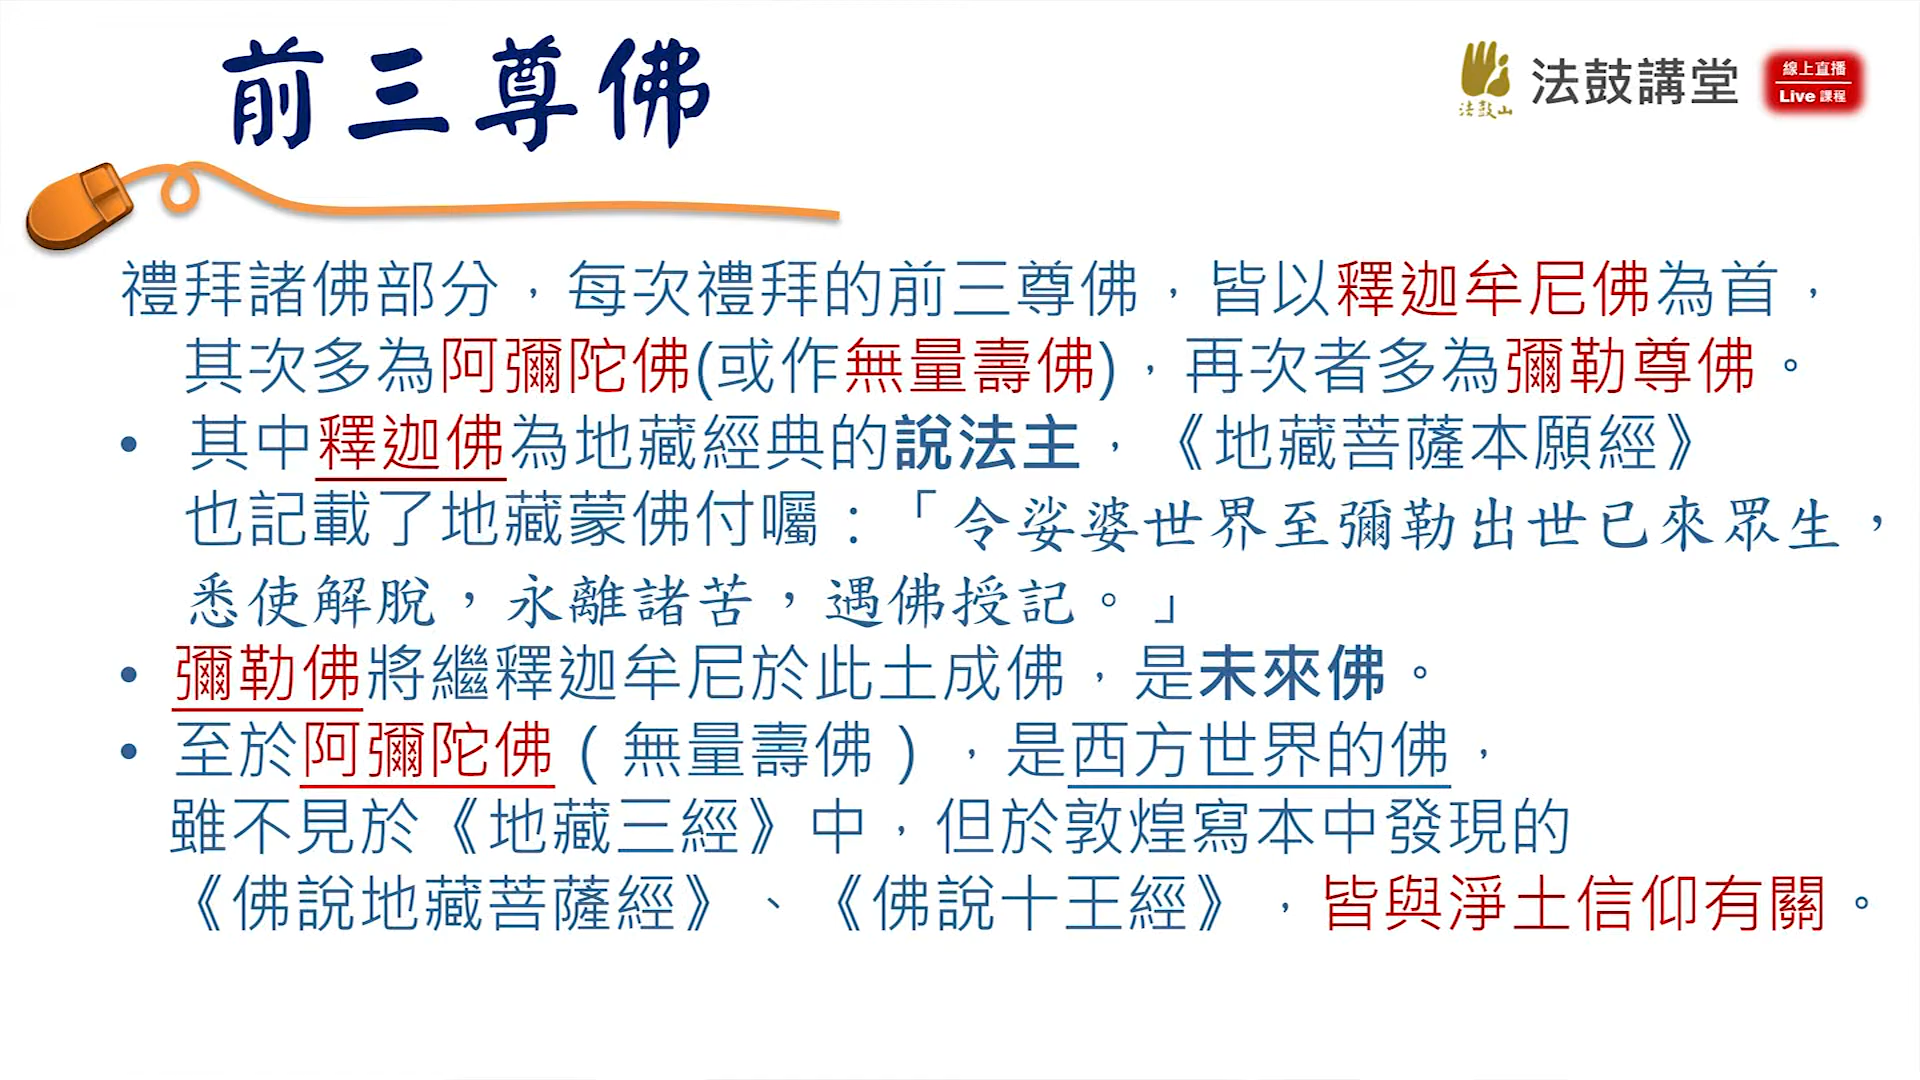 前三尊佛
法鼓山
法鼓講堂
線上直播
Live 課程
禮拜諸佛部分，每次禮拜的前三尊佛，皆以釋迦牟尼佛為首，
其次多為阿彌陀佛(或作無量壽佛)，再次者多為彌勒尊佛。
• 其中釋迦佛為地藏經典的說法主，《地藏菩薩本願經》
也記載了地藏蒙佛付囑：「令娑婆世界至彌勒出世已來眾生，
悉使解脫，永離諸苦，遇佛授記。」
• 彌勒佛將繼釋迦牟尼於此土成佛，是未來佛。
• 至於阿彌陀佛（無量壽佛），是西方世界的佛，
雖不見於《地藏三經》中，但於敦煌寫本中發現的
《佛說地藏菩薩經》、《佛說十王經》，皆與淨土信仰有關。